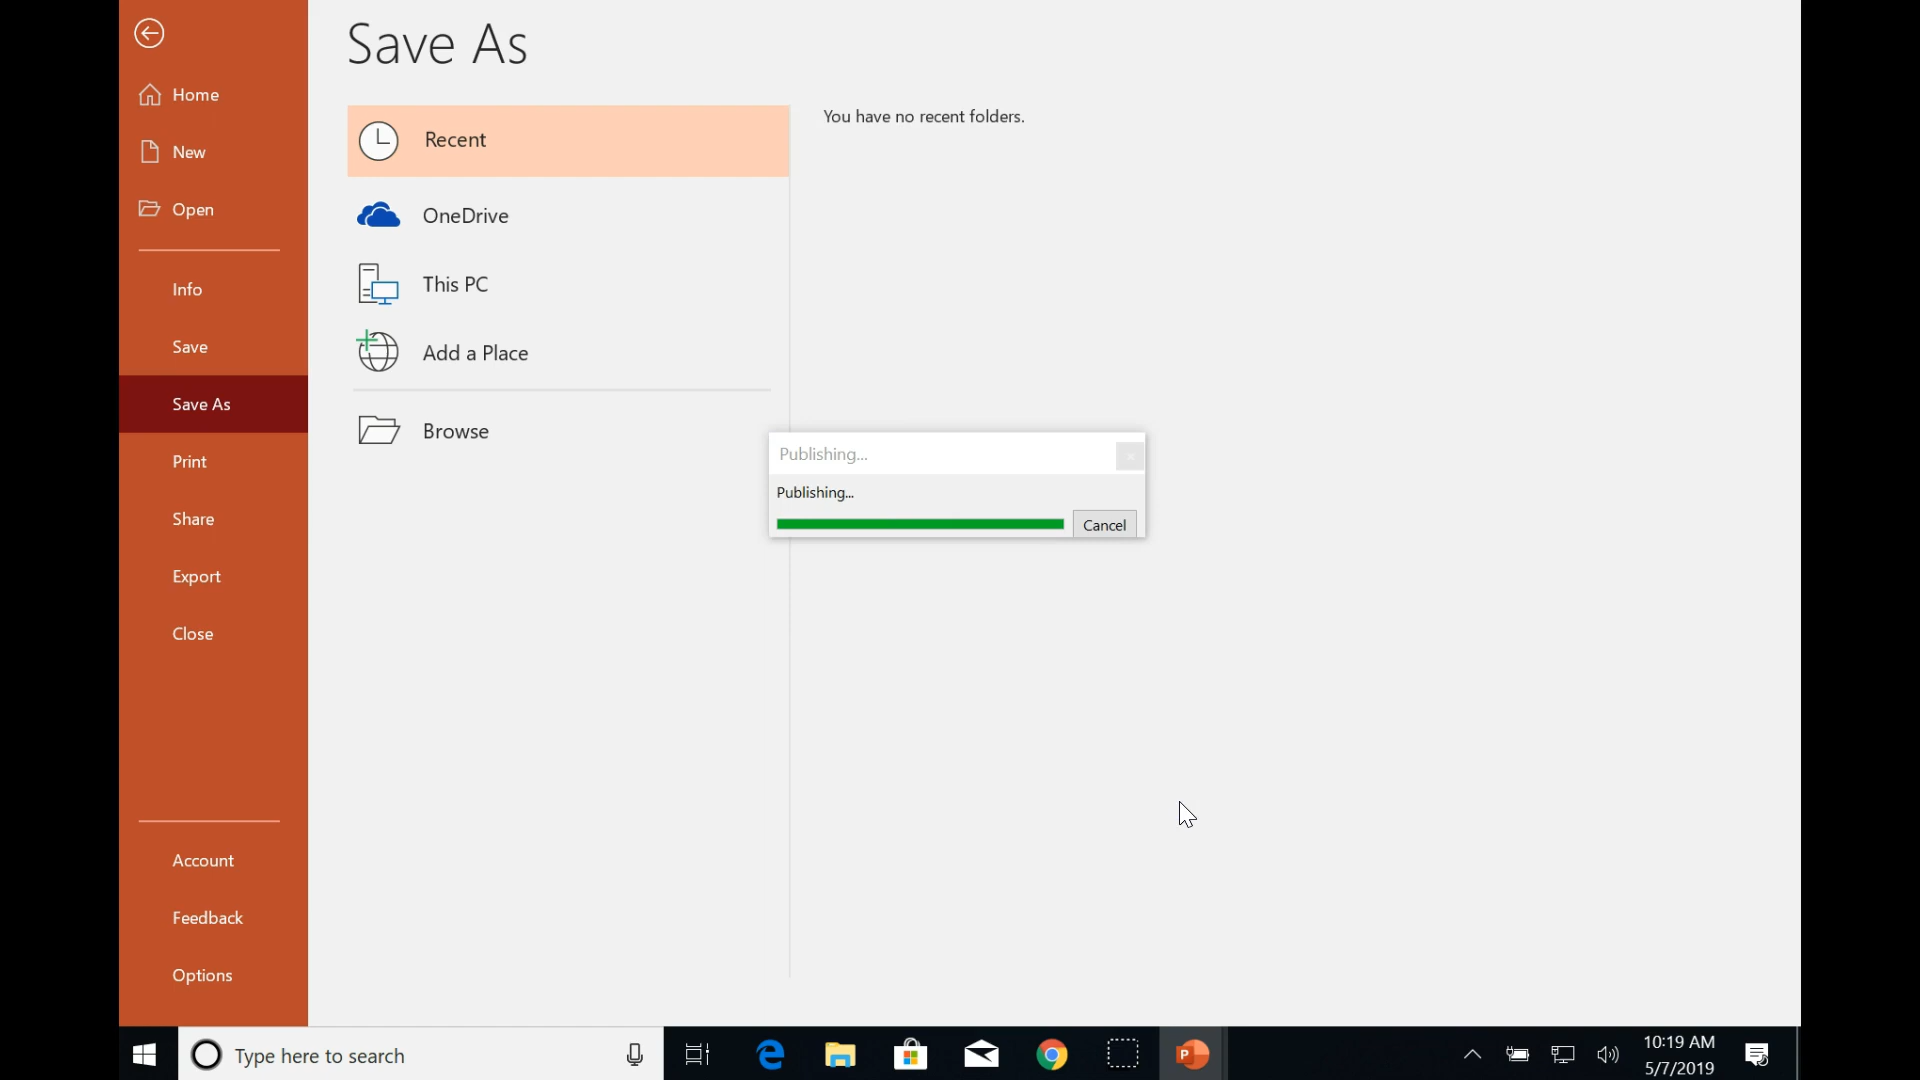 Save As
Home
New
Open
Info
Save
Save As
Print
Share
Export
Close
Account
Feedback
Options
Recent
OneDrive
This PC
Add a Place
Browse
You have no recent folders.
Publishing...
Publishing...
Cancel
Type here to search
P
10:19 AM
5/7/2019